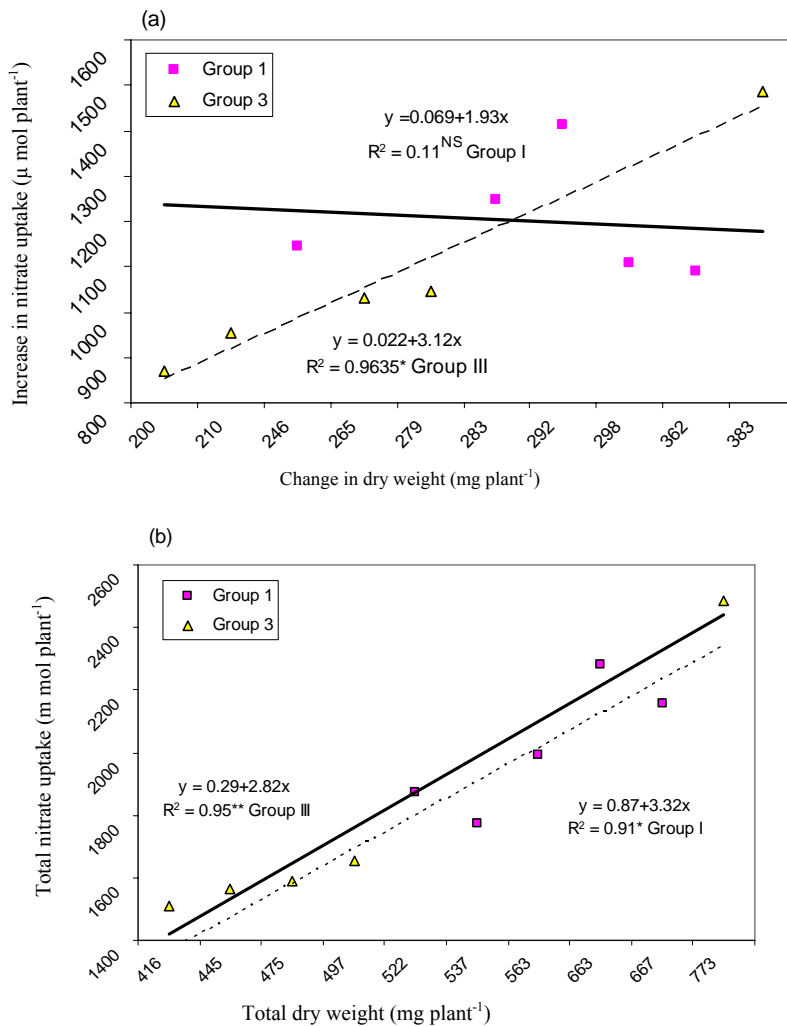 (a)
Group 1
Group 3
y =0.069+1.93x
R² = 0.11ᴺˢ Group I
y = 0.022+3.12x
R² = 0.9635* Group III
Increase in nitrate uptake (µ mol plant⁻¹)
1600
1500
1400
1300
1200
1100
1000
900
800
200 210 246 265 279 283 292 298 362 383
Change in dry weight (mg plant⁻¹)
(b)
Group 1
Group 3
y = 0.29+2.82x
R² = 0.95** Group III
y = 0.87+3.32x
R² = 0.91* Group I
Total nitrate uptake (m mol plant⁻¹)
2600
2400
2200
2000
1800
1600
1400
416 445 475 497 522 537 563 663 667 773
Total dry weight (mg plant⁻¹)